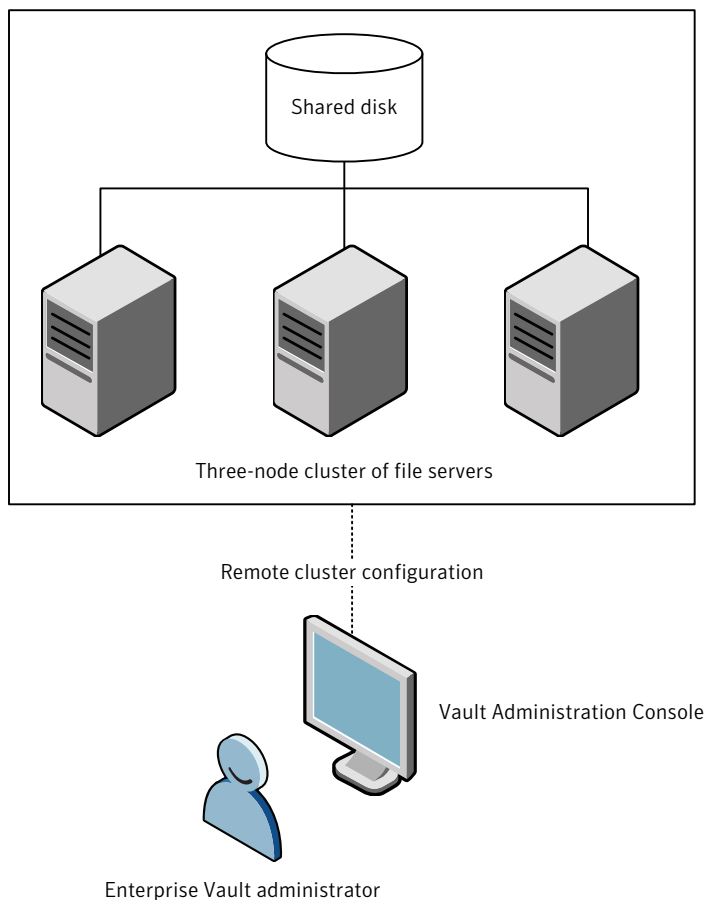 Shared disk
Three-node cluster of file servers
Remote cluster configuration
Vault Administration Console
Enterprise Vault administrator